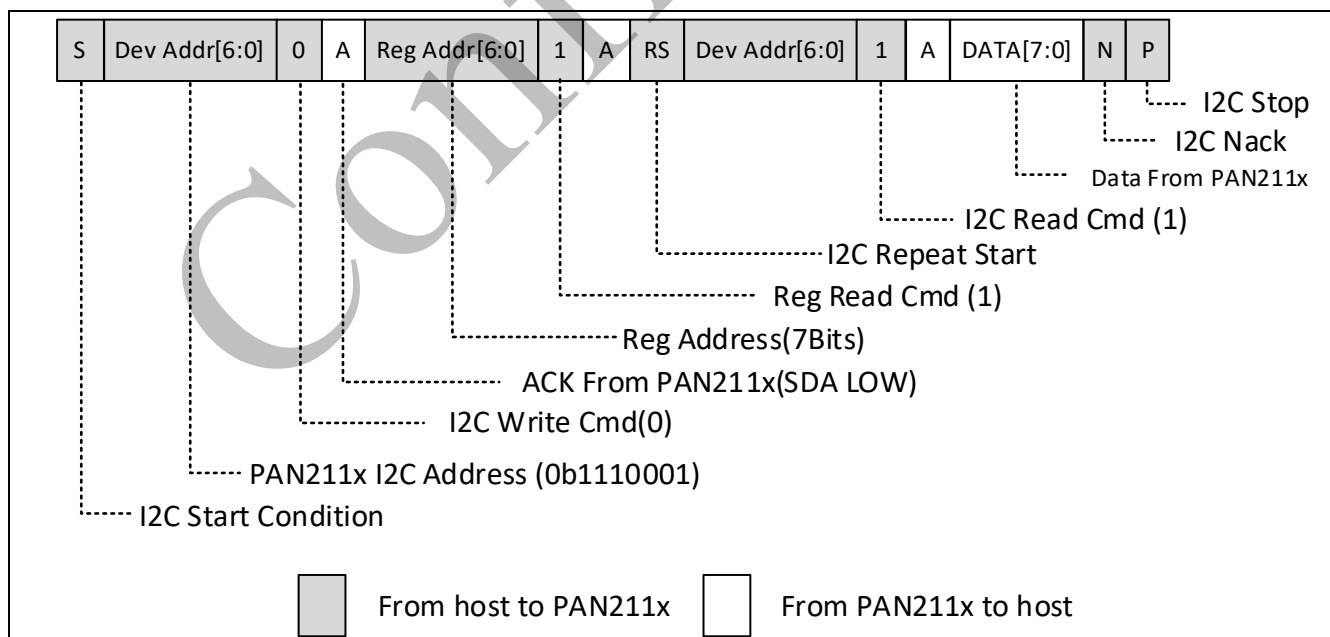 S Dev Addr[6:0] 0 A Reg Addr[6:0] 1 A RS Dev Addr[6:0] 1 A DATA[7:0] N P
I2C Stop
I2C Nack
Data From PAN211x
I2C Read Cmd (1)
I2C Repeat Start
Reg Read Cmd (1)
Reg Address(7Bits)
ACK From PAN211x(SDA LOW)
I2C Write Cmd(0)
PAN211x I2C Address (0b1110001)
I2C Start Condition
From host to PAN211x From PAN211x to host